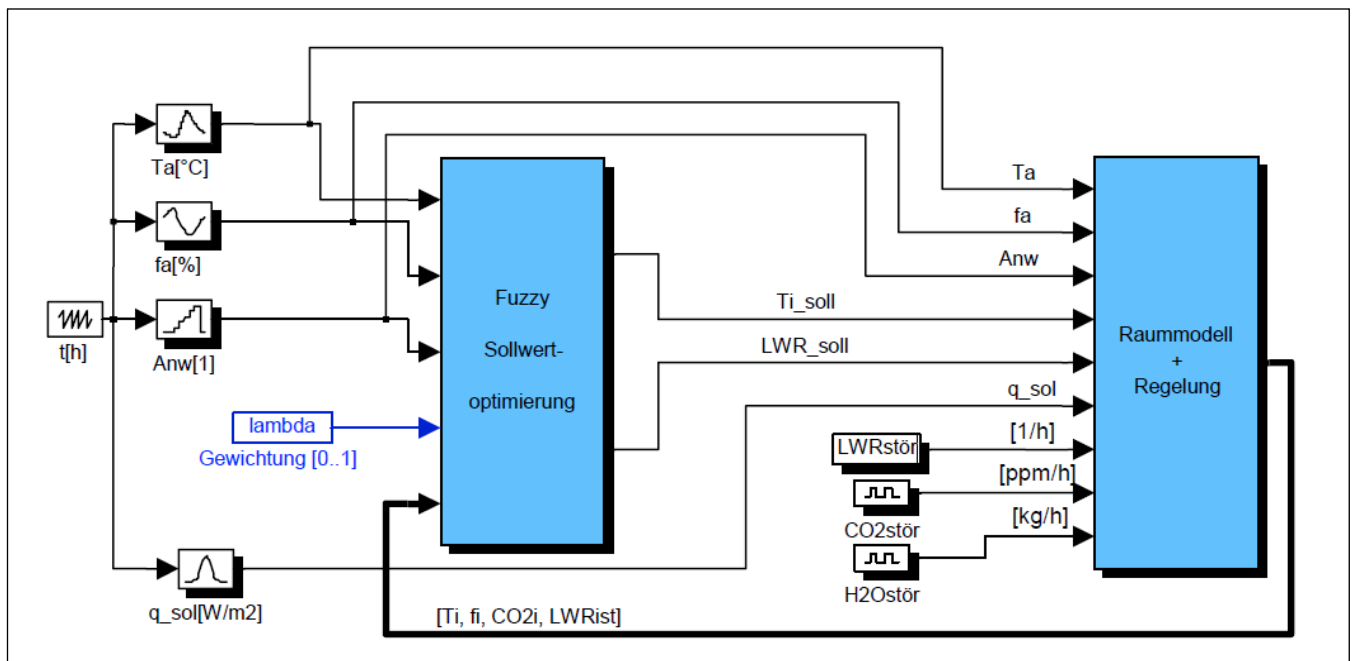 Ta[°C]
fa[%]
t[h]
Anw[1]
lambda
Gewichtung [0..1]
q_sol[W/m2]
Fuzzy
Sollwert-
optimierung
[Ti, fi, CO2i, LWRist]
Ta
fa
Anw
Ti_soll
LWR_soll
q_sol
[1/h]
LWRstör
[ppm/h]
CO2stör
[kg/h]
H2Ostör
Raummodell
+
Regelung